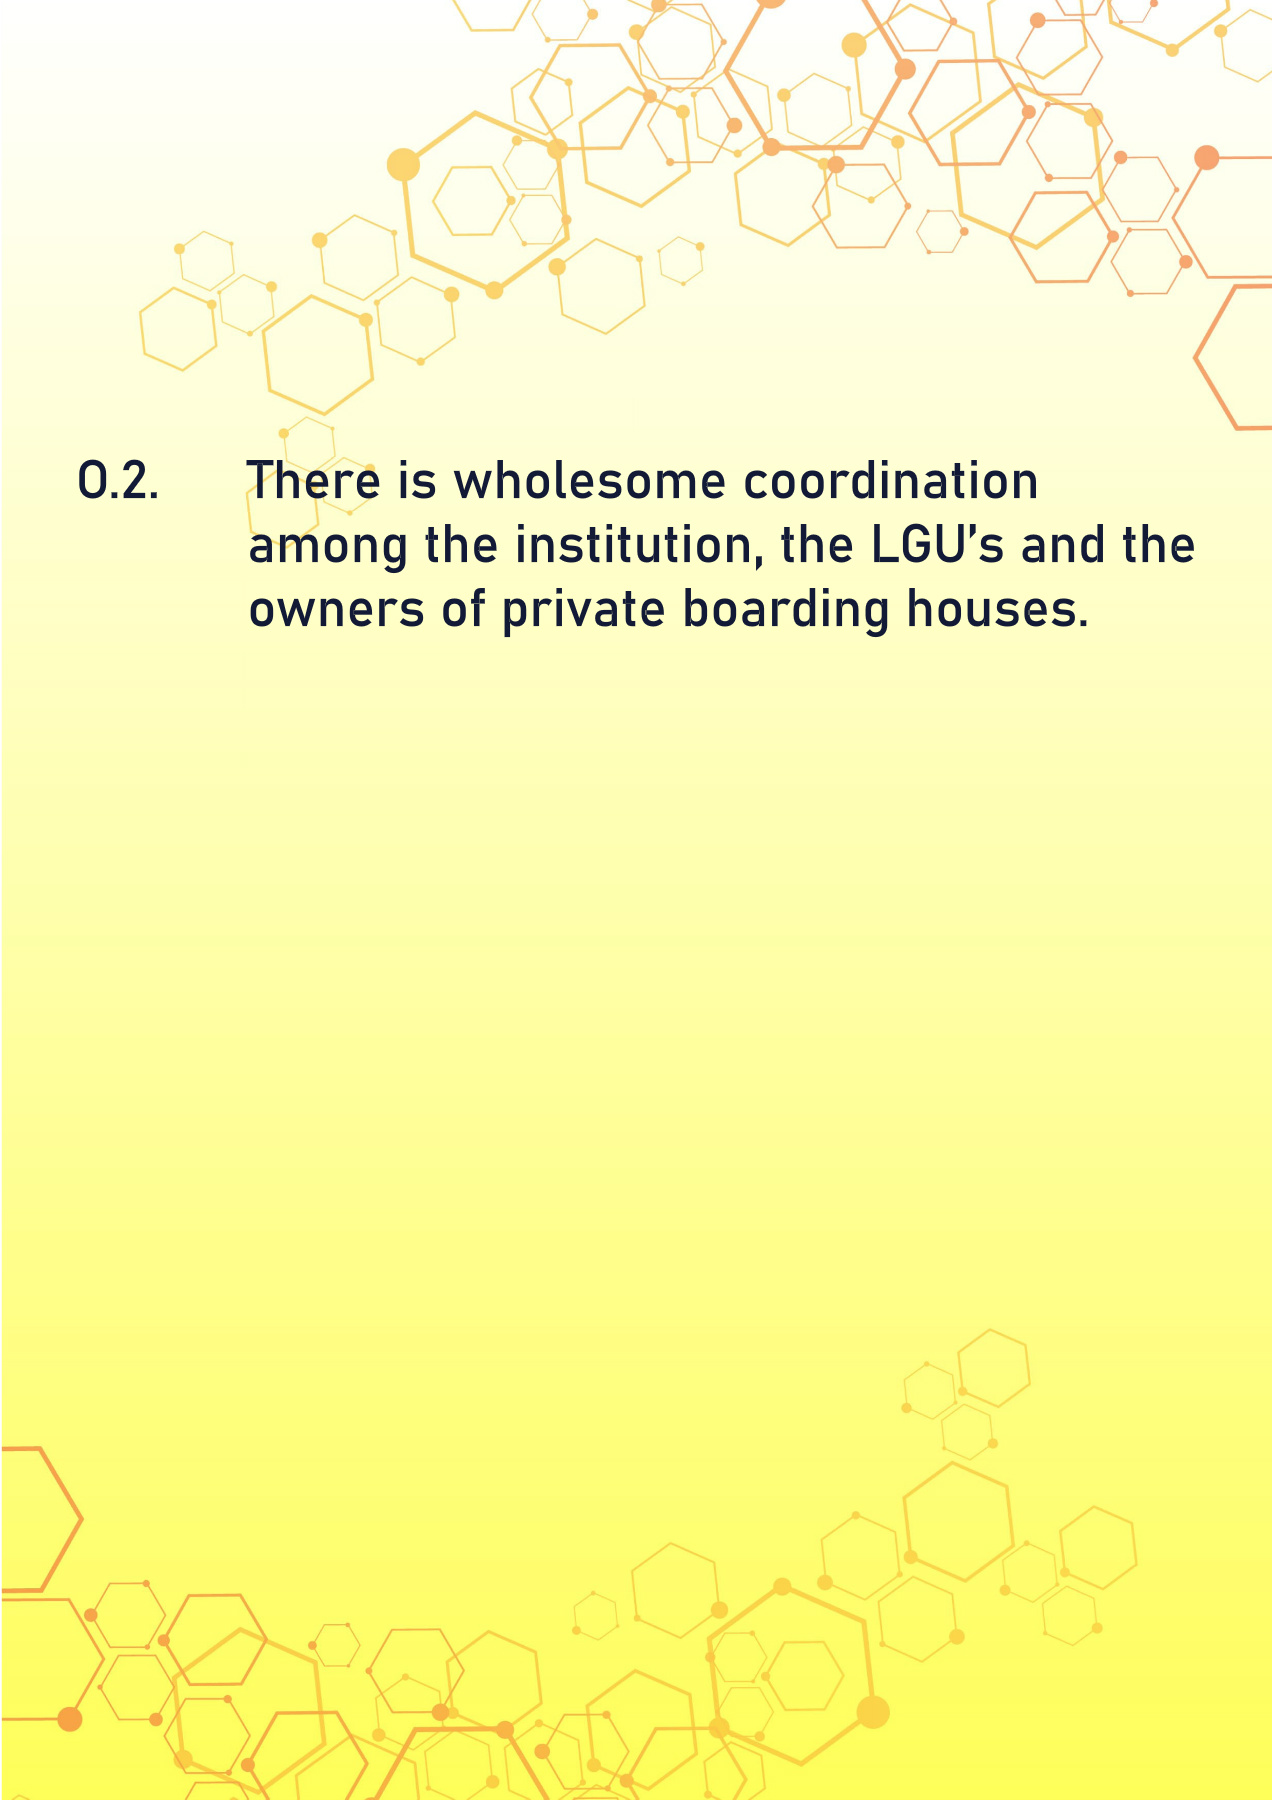 O.2. There is wholesome coordination
among the institution, the LGU's and the
owners of private boarding houses.